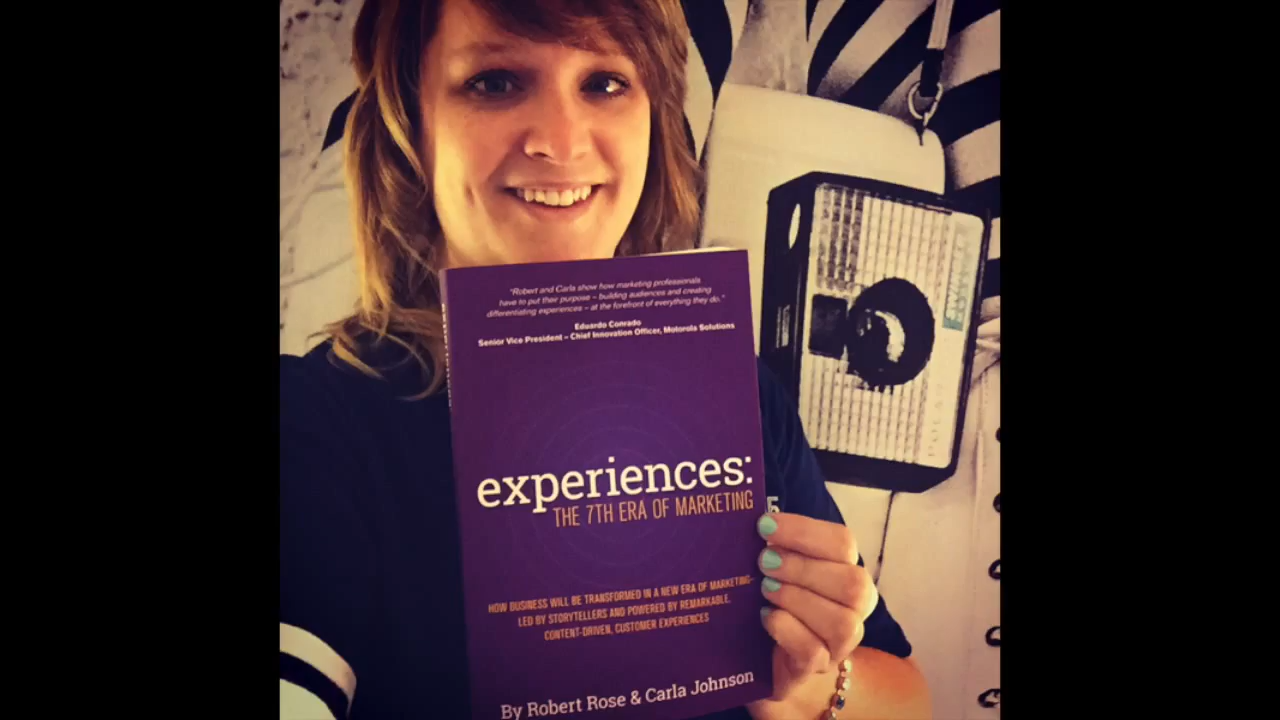 "Robert and Carla show how marketing professionals
have to put their purpose – building audiences and creating
differentiating experiences – at the forefront of everything they do."
Eduardo Conrado
Senior Vice President – Chief Innovation Officer, Motorola Solutions
experiences:
THE 7TH ERA OF MARKETING
HOW BUSINESS WILL BE TRANSFORMED IN A NEW ERA OF MARKETING–
LED BY STORYTELLERS AND POWERED BY REMARKABLE,
CONTENT-DRIVEN, CUSTOMER EXPERIENCES
By Robert Rose & Carla Johnson